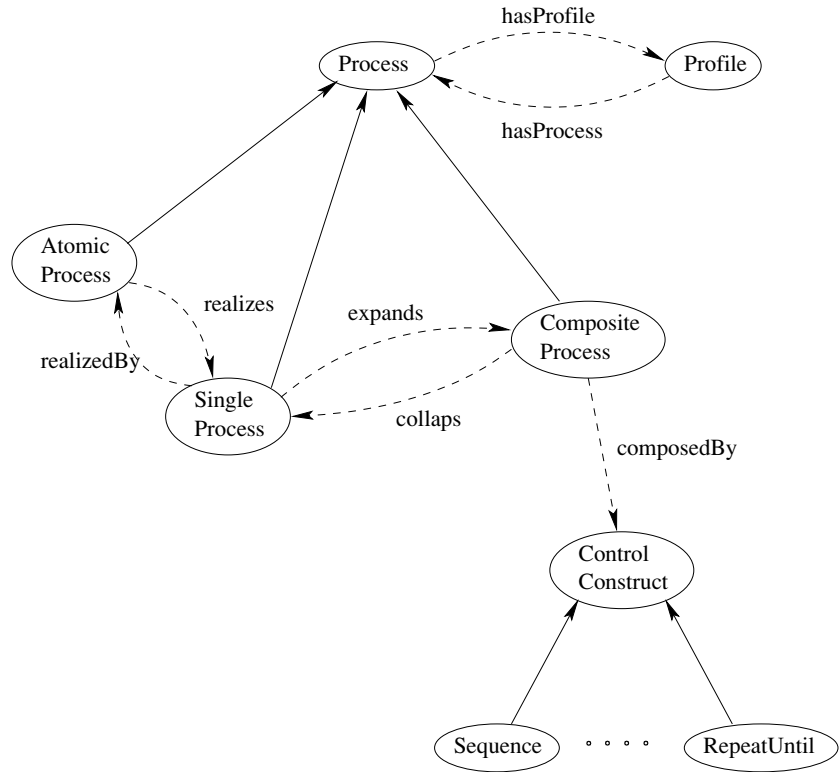 hasProfile
Process
Profile
hasProcess
Atomic
Process
realizes
expands
Composite
Process
realizedBy
Single
Process
collaps
composedBy
Control
Construct
Sequence
RepeatUntil